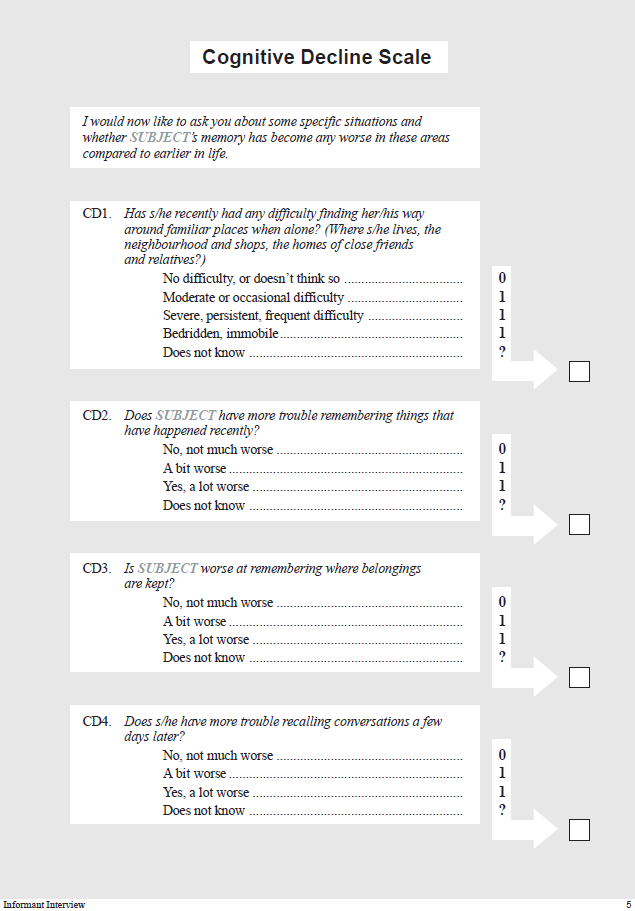 Cognitive Decline Scale
I would now like to ask you about some specific situations and
whether SUBJECT's memory has become any worse in these areas
compared to earlier in life.
CD1. Has s/he recently had any difficulty finding her/his way
around familiar places when alone? (Where s/he lives, the
neighbourhood and shops, the homes of close friends
and relatives?)
No difficulty, or doesn't think so ................................... 0
Moderate or occasional difficulty .................................. 1
Severe, persistent, frequent difficulty ............................ 1
Bedridden, immobile...................................................... 1
Does not know ............................................................... ?
CD2. Does SUBJECT have more trouble remembering things that
have happened recently?
No, not much worse ....................................................... 0
A bit worse ..................................................................... 1
Yes, a lot worse .............................................................. 1
Does not know ............................................................... ?
CD3. Is SUBJECT worse at remembering where belongings
are kept?
No, not much worse ....................................................... 0
A bit worse ..................................................................... 1
Yes, a lot worse .............................................................. 1
Does not know ............................................................... ?
CD4. Does s/he have more trouble recalling conversations a few
days later?
No, not much worse ....................................................... 0
A bit worse ..................................................................... 1
Yes, a lot worse .............................................................. 1
Does not know ............................................................... ?
Informant Interview 5